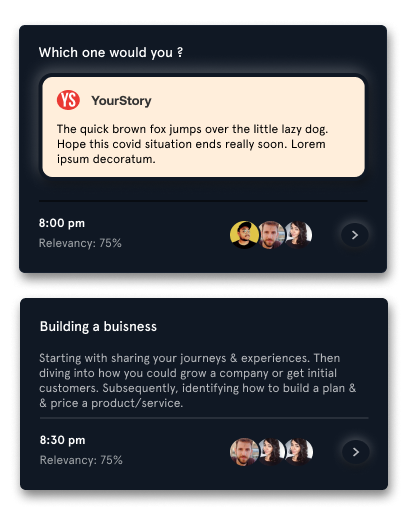 Which one would you ?
YS YourStory
The quick brown fox jumps over the little lazy dog.
Hope this covid situation ends really soon. Lorem
ipsum decoratum.
8:00 pm
Relevancy: 75%
Building a buisness
Starting with sharing your journeys & experiences. Then
diving into how you could grow a company or get initial
customers. Subsequently, identifying how to build a plan &
& price a product/service.
8:30 pm
Relevancy: 75%